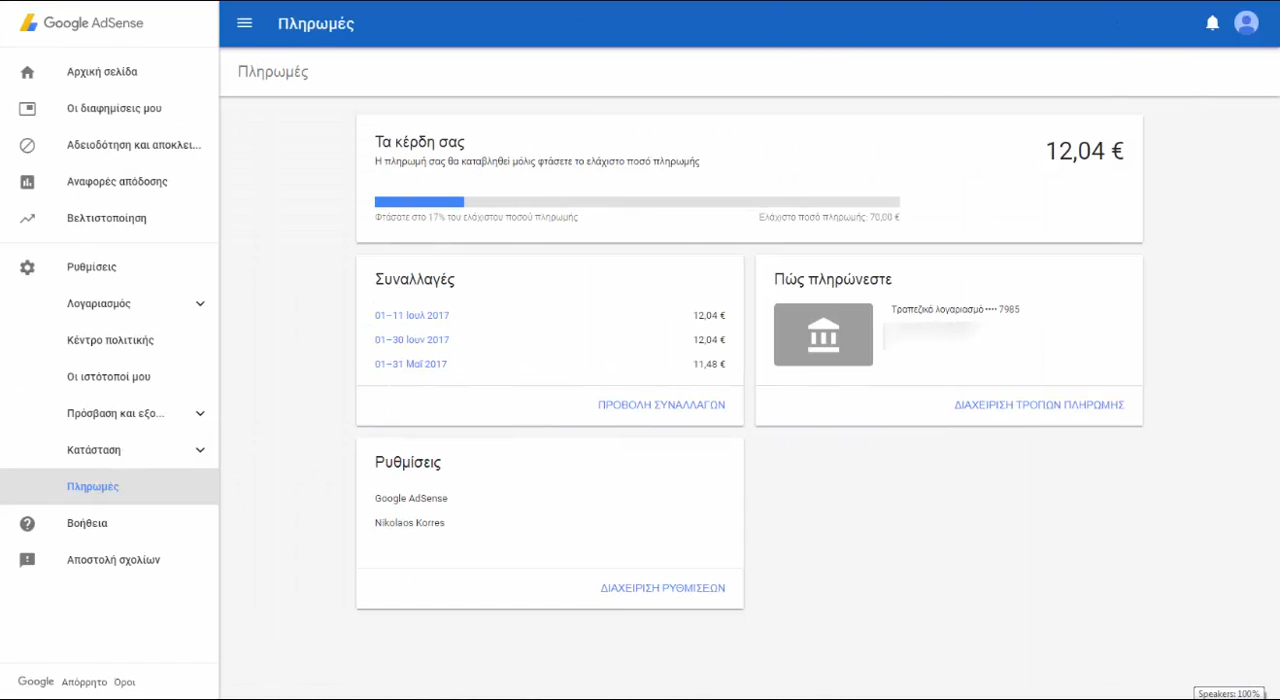 Google AdSense
Πληρωμές
Αρχική σελίδα
Οι διαφημίσεις μου
Αδειοδότηση και αποκλει...
Αναφορές απόδοσης
Βελτιστοποίηση
Ρυθμίσεις
Λογαριασμός
Κέντρο πολιτικής
Οι ιστότοποί μου
Πρόσβαση και εξο...
Κατάσταση
Πληρωμές
Βοήθεια
Αποστολή σχολίων
Google Απόρρητο Όροι
Πληρωμές
Τα κέρδη σας
12,04 €
Η πληρωμή σας θα καταβληθεί μόλις φτάσετε το ελάχιστο ποσό πληρωμής
Φτάσατε στο 17% του ελάχιστου ποσού πληρωμής
Ελάχιστο ποσό πληρωμής: 70,00 €
Συναλλαγές
01–11 Ιουλ 2017 12,04 €
01–30 Ιουν 2017 12,04 €
01–31 Μαΐ 2017 11,48 €
ΠΡΟΒΟΛΗ ΣΥΝΑΛΛΑΓΩΝ
Πώς πληρώνεστε
Τραπεζικό λογαριασμό •••• 7985
ΔΙΑΧΕΙΡΙΣΗ ΤΡΟΠΩΝ ΠΛΗΡΩΜΗΣ
Ρυθμίσεις
Google AdSense
Nikolaos Korres
ΔΙΑΧΕΙΡΙΣΗ ΡΥΘΜΙΣΕΩΝ
Speakers: 100%